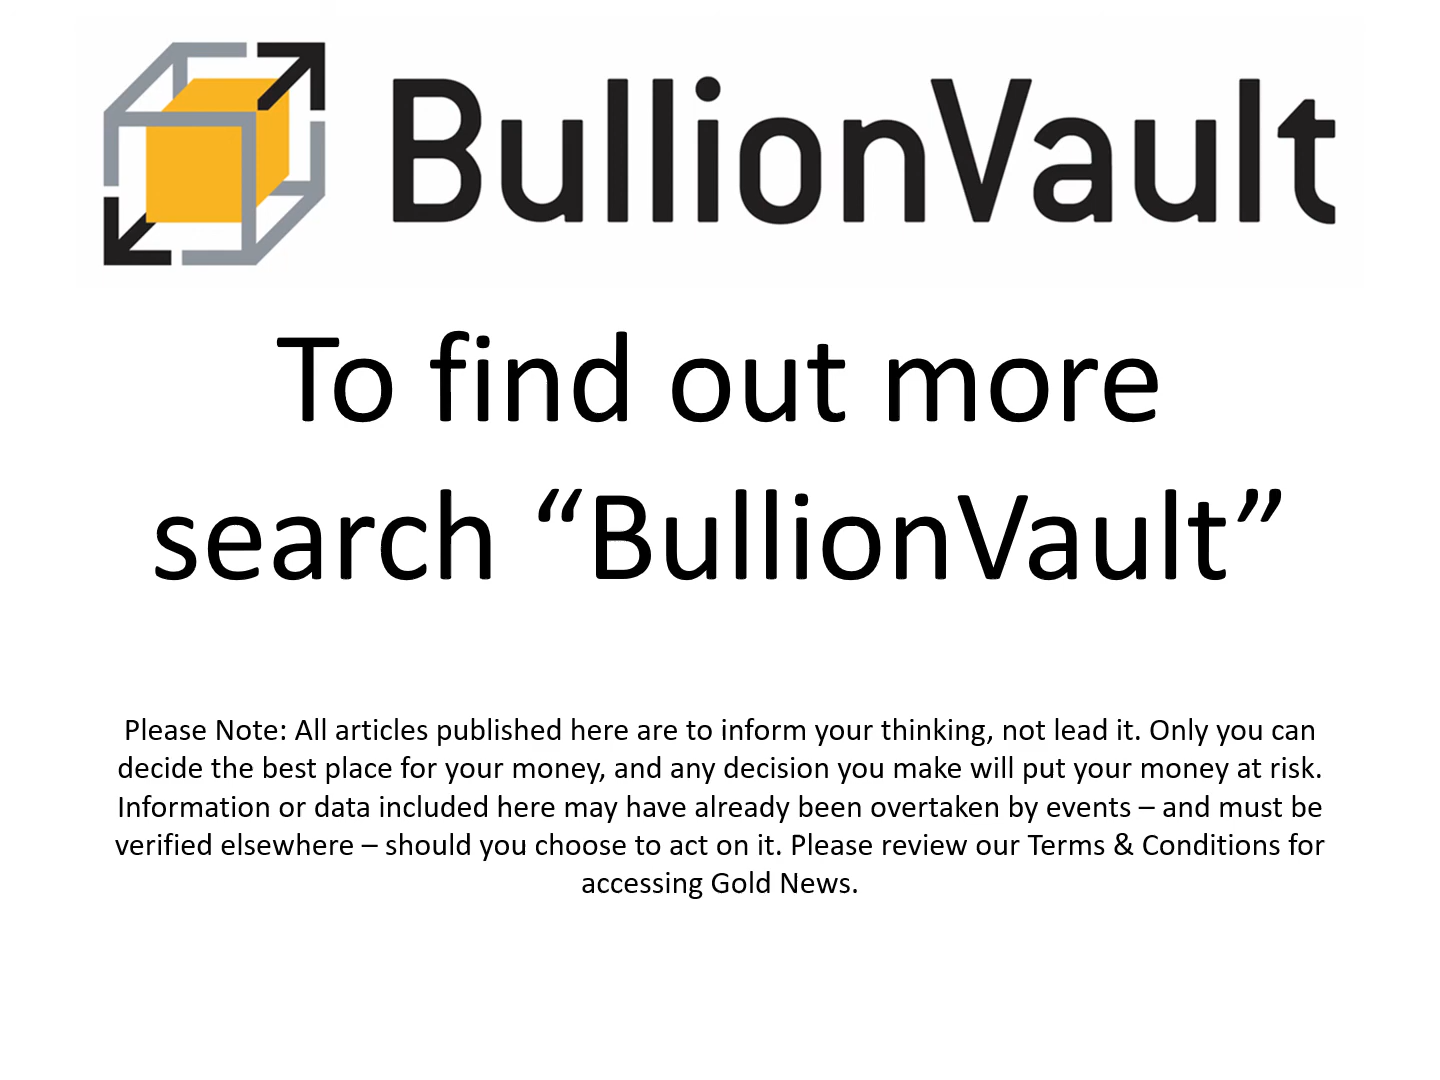 BullionVault
To find out more
search “BullionVault”
Please Note: All articles published here are to inform your thinking, not lead it. Only you can
decide the best place for your money, and any decision you make will put your money at risk.
Information or data included here may have already been overtaken by events – and must be
verified elsewhere – should you choose to act on it. Please review our Terms & Conditions for
accessing Gold News.